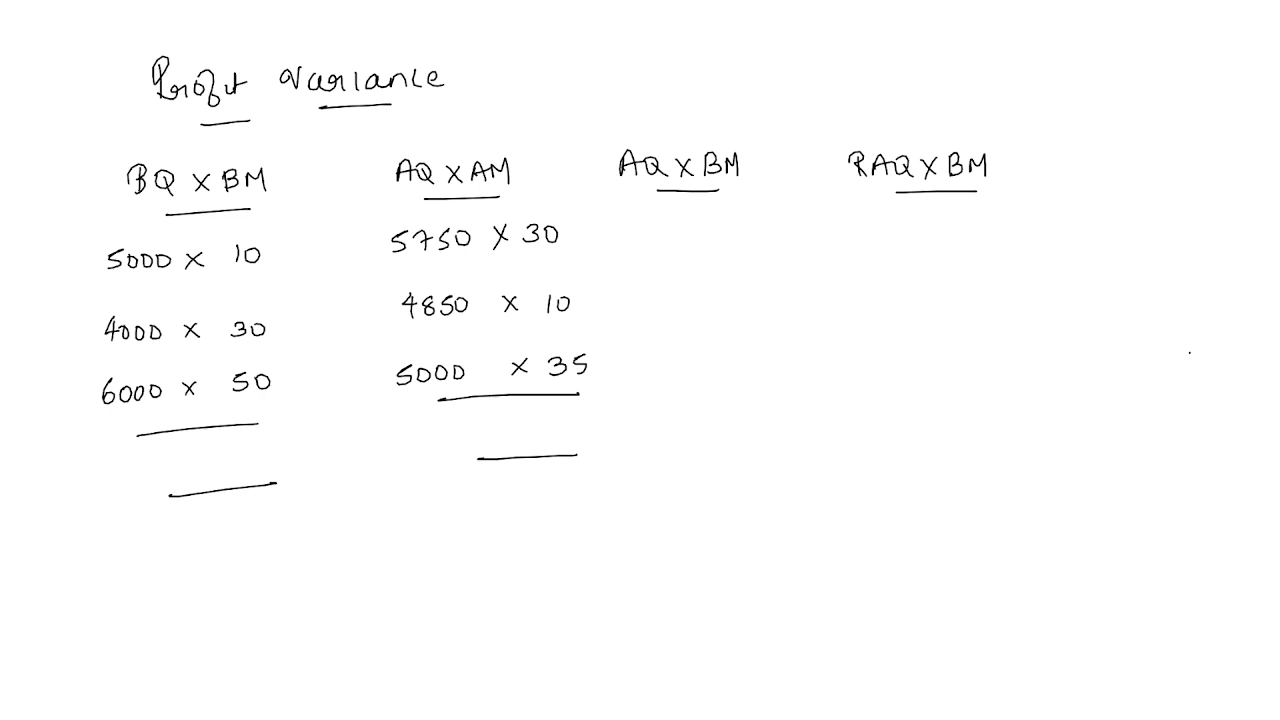 Profit Variance
BQ X BM AQ X AM AQ X BM RAQ X BM
5000 X 10 5750 X 30
4000 X 30 4850 X 10
6000 X 50 5000 X 35